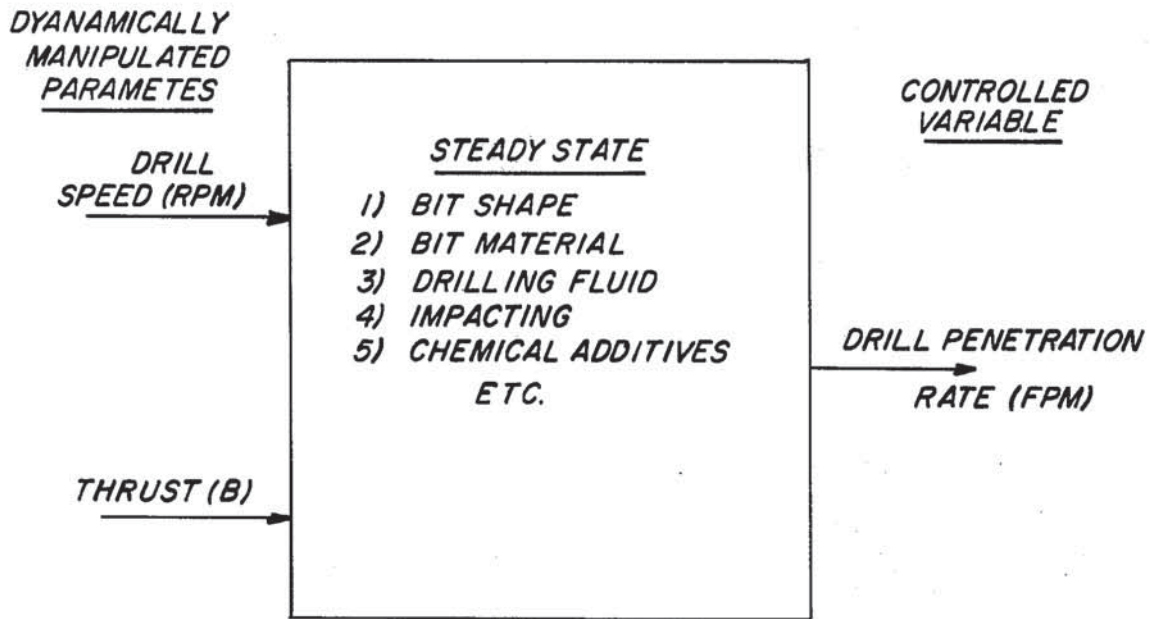 DYANAMICALLY
MANIPULATED
PARAMETES
DRILL
SPEED (RPM)
THRUST (B)
STEADY STATE
1) BIT SHAPE
2) BIT MATERIAL
3) DRILLING FLUID
4) IMPACTING
5) CHEMICAL ADDITIVES
ETC.
CONTROLLED
VARIABLE
DRILL PENETRATION
RATE (FPM)